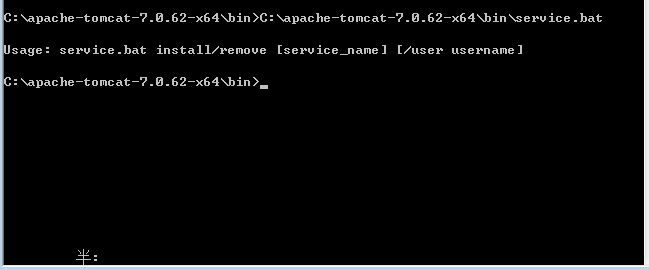 C:\apache-tomcat-7.0.62-x64\bin>C:\apache-tomcat-7.0.62-x64\bin\service.bat
Usage: service.bat install/remove [service_name] [/user username]
C:\apache-tomcat-7.0.62-x64\bin>_
半: